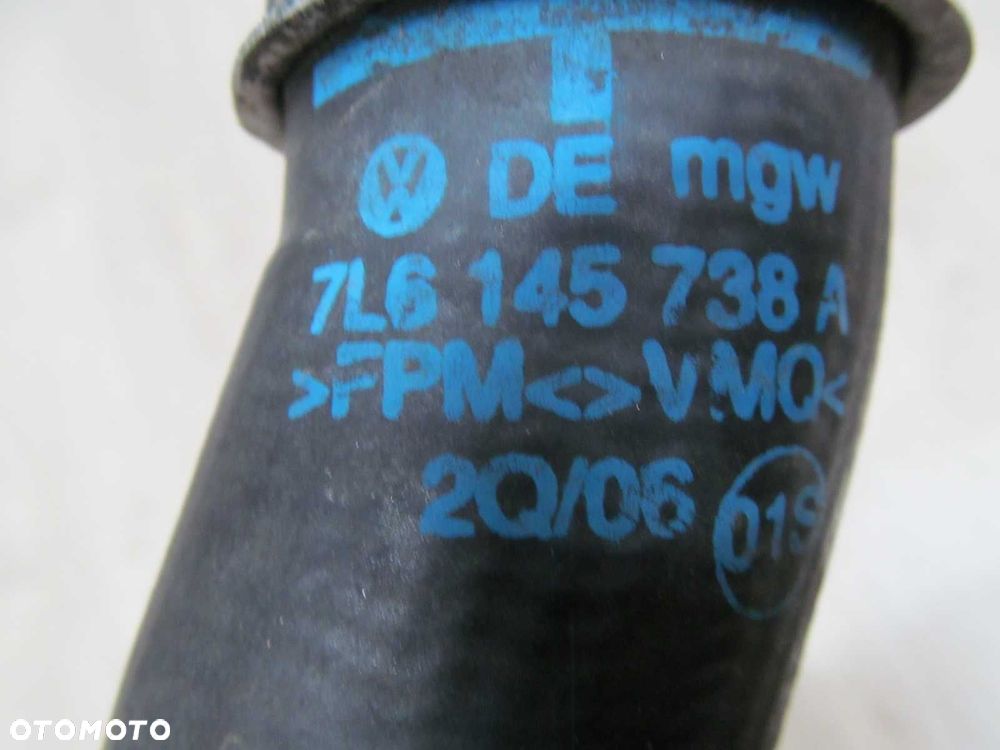 DE mgw
7L6 145 738 A
>FPM<>VMQ<
2Q/06 01S
OTOMOTO